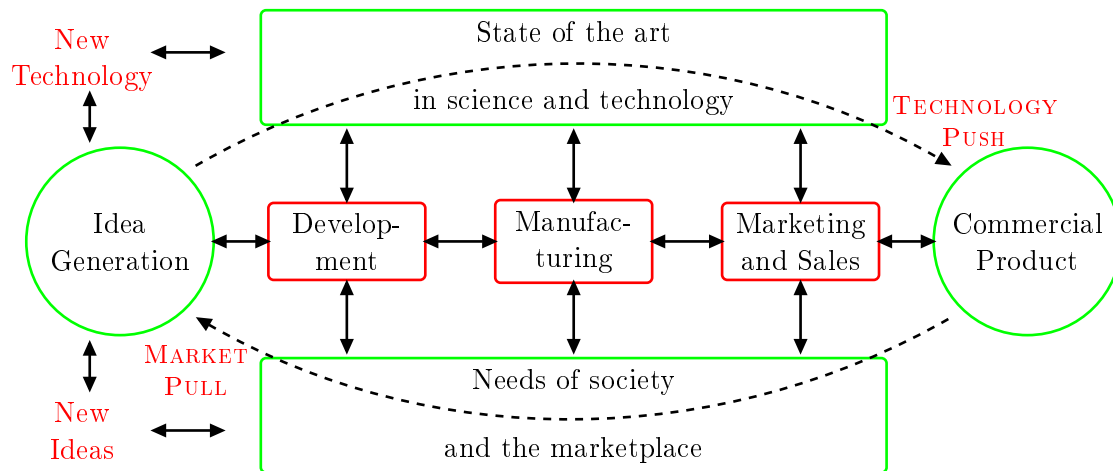 New
Technology
State of the art
in science and technology
TECHNOLOGY
PUSH
Idea
Generation
Develop-
ment
Manufac-
turing
Marketing
and Sales
Commercial
Product
MARKET
PULL
New
Ideas
Needs of society
and the marketplace